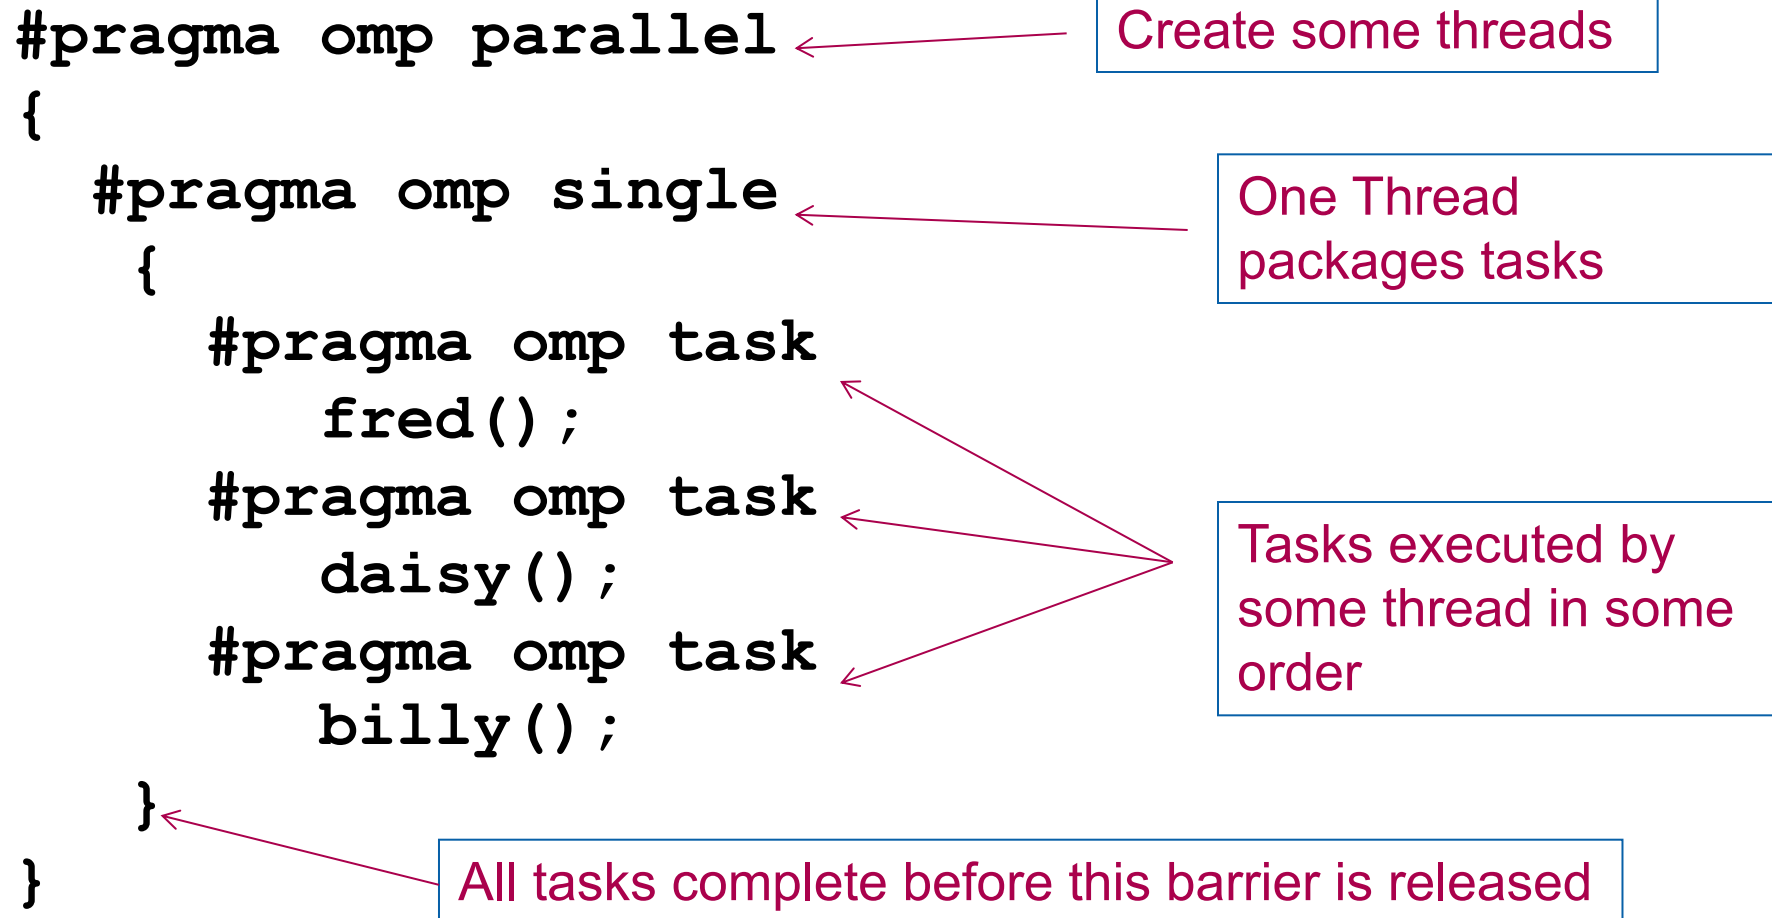 #pragma omp parallel
Create some threads
{
#pragma omp single
One Thread
packages tasks
{
#pragma omp task
fred();
#pragma omp task
daisy();
#pragma omp task
billy();
Tasks executed by
some thread in some
order
}
All tasks complete before this barrier is released
}